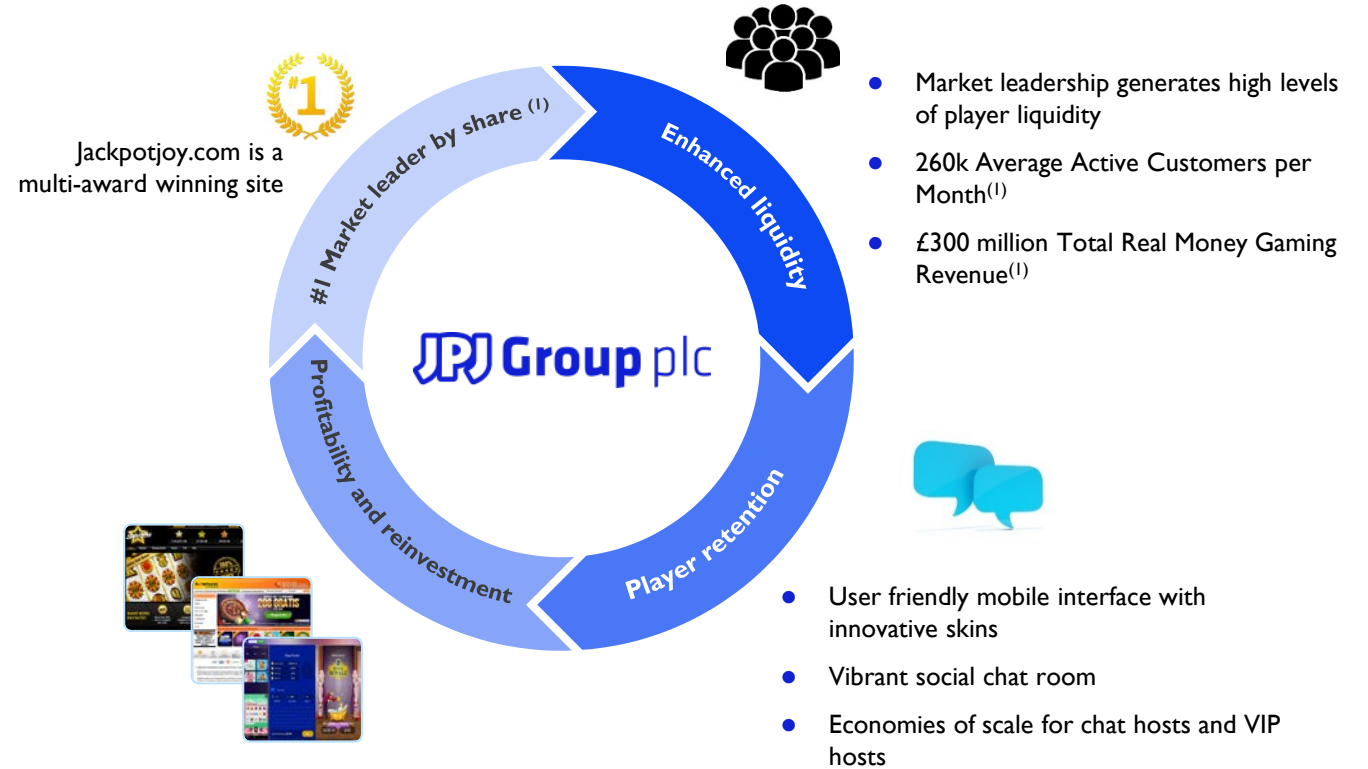 #1
Jackpotjoy.com is a
multi-award winning site
#1 Market leader by share (1)
Enhanced liquidity
● Market leadership generates high levels
of player liquidity
● 260k Average Active Customers per
Month(1)
● £300 million Total Real Money Gaming
Revenue(1)
JPJ Group plc
Profitability and reinvestment
Player retention
● User friendly mobile interface with
innovative skins
● Vibrant social chat room
● Economies of scale for chat hosts and VIP
hosts